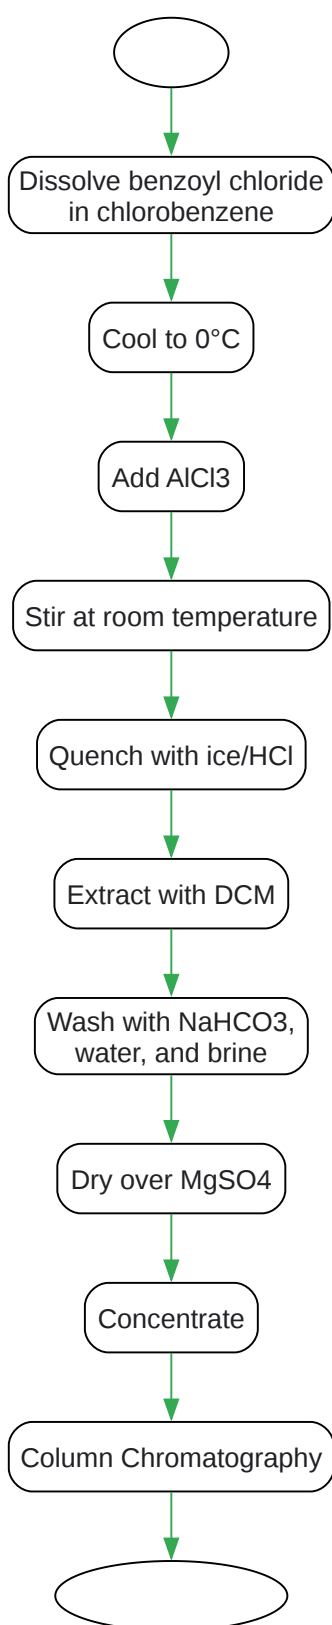 Dissolve benzoyl chloride
in chlorobenzene
Cool to 0°C
Add AlCl3
Stir at room temperature
Quench with ice/HCl
Extract with DCM
Wash with NaHCO3,
water, and brine
Dry over MgSO4
Concentrate
Column Chromatography